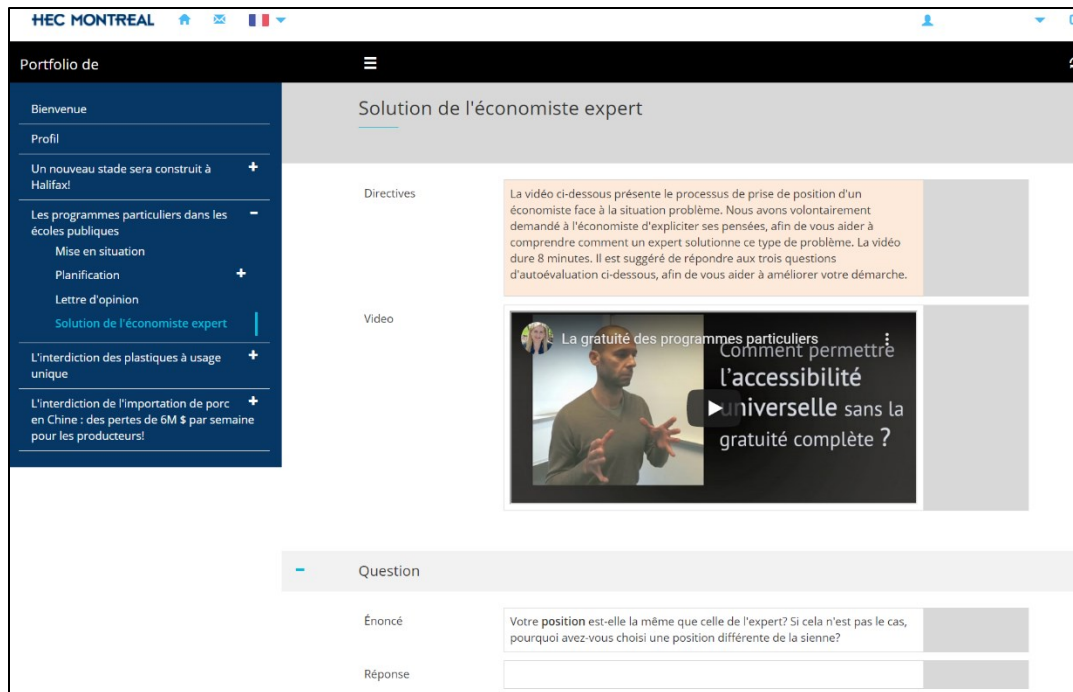 HEC MONTREAL
Portfolio de
Bienvenue
Profil
Un nouveau stade sera construit à
Halifax!
Les programmes particuliers dans les
écoles publiques
Mise en situation
Planification
Lettre d'opinion
Solution de l'économiste expert
L'interdiction des plastiques à usage
unique
L'interdiction de l'importation de porc
en Chine : des pertes de 6M $ par semaine
pour les producteurs!
Solution de l'économiste expert
Directives
La vidéo ci-dessous présente le processus de prise de position d'un
économiste face à la situation problème. Nous avons volontairement
demandé à l'économiste d'expliciter ses pensées, afin de vous aider à
comprendre comment un expert solutionne ce type de problème. La vidéo
dure 8 minutes. Il est suggéré de répondre aux trois questions
d'autoévaluation ci-dessous, afin de vous aider à améliorer votre démarche.
Video
La gratuité des programmes particuliers
Comment permettre
l'accessibilité
universelle sans la
gratuité complète ?
Question
Énoncé
Votre position est-elle la même que celle de l'expert? Si cela n'est pas le cas,
pourquoi avez-vous choisi une position différente de la sienne?
Réponse